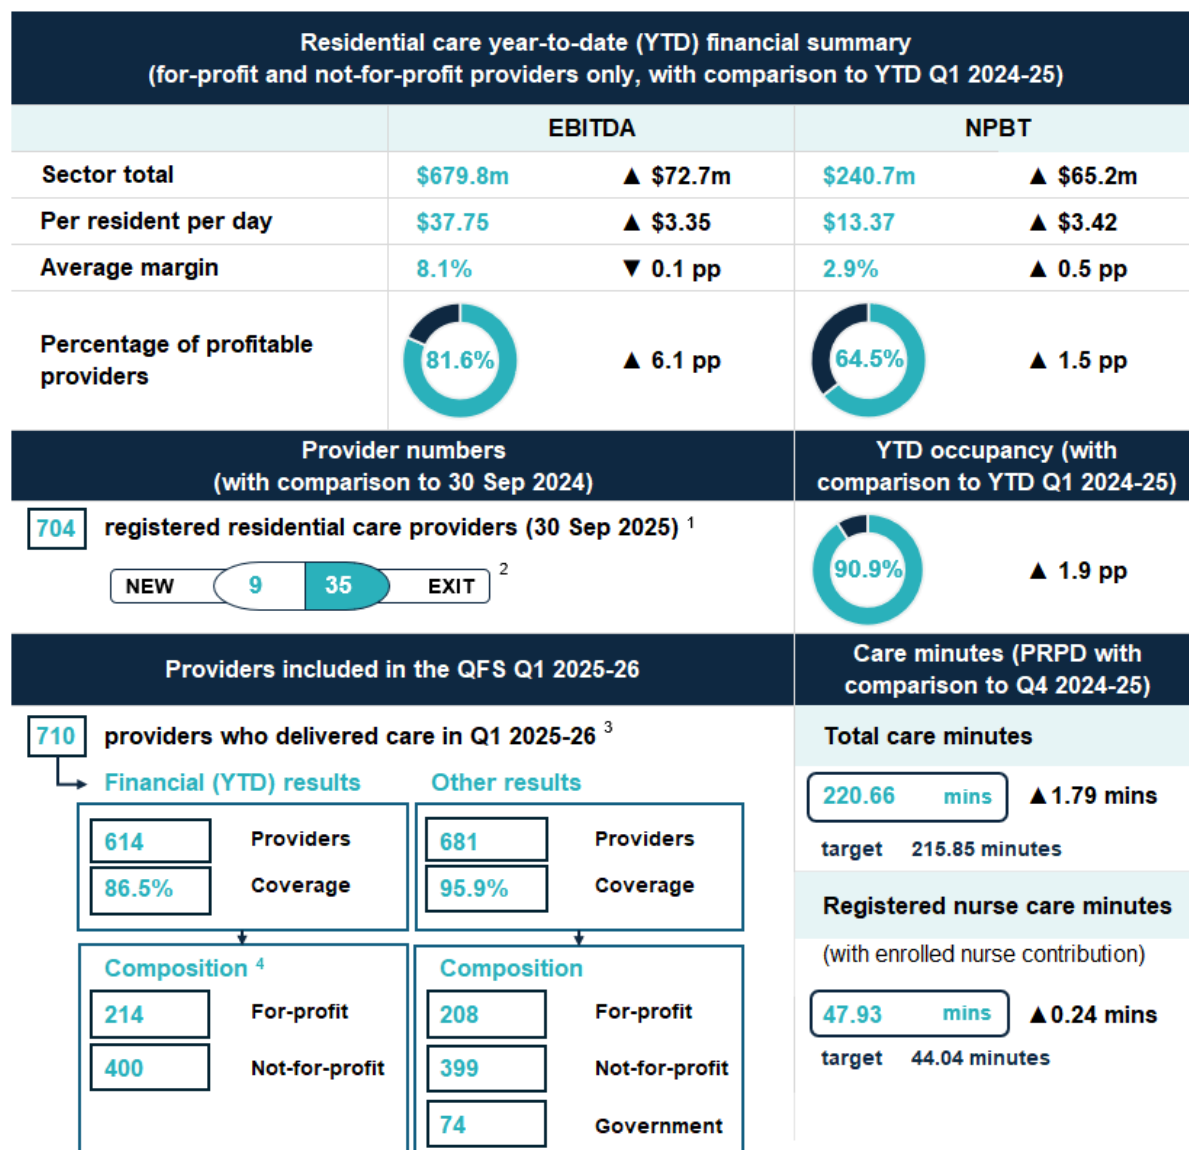 Residential care year-to-date (YTD) financial summary
(for-profit and not-for-profit providers only, with comparison to YTD Q1 2024-25)
EBITDA NPBT
Sector total $679.8m ▲ $72.7m $240.7m ▲ $65.2m
Per resident per day $37.75 ▲ $3.35 $13.37 ▲ $3.42
Average margin 8.1% ▼ 0.1 pp 2.9% ▲ 0.5 pp
Percentage of profitable
providers
81.6% ▲ 6.1 pp 64.5% ▲ 1.5 pp
Provider numbers
(with comparison to 30 Sep 2024)
704 registered residential care providers (30 Sep 2025) 1
NEW 9 35 EXIT 2
YTD occupancy (with
comparison to YTD Q1 2024-25)
90.9% ▲ 1.9 pp
Providers included in the QFS Q1 2025-26
710 providers who delivered care in Q1 2025-26 3
Financial (YTD) results
614 Providers
86.5% Coverage
Composition 4
214 For-profit
400 Not-for-profit
Other results
681 Providers
95.9% Coverage
Composition
208 For-profit
399 Not-for-profit
74 Government
Care minutes (PRPD with
comparison to Q4 2024-25)
Total care minutes
220.66 mins ▲1.79 mins
target 215.85 minutes
Registered nurse care minutes
(with enrolled nurse contribution)
47.93 mins ▲0.24 mins
target 44.04 minutes